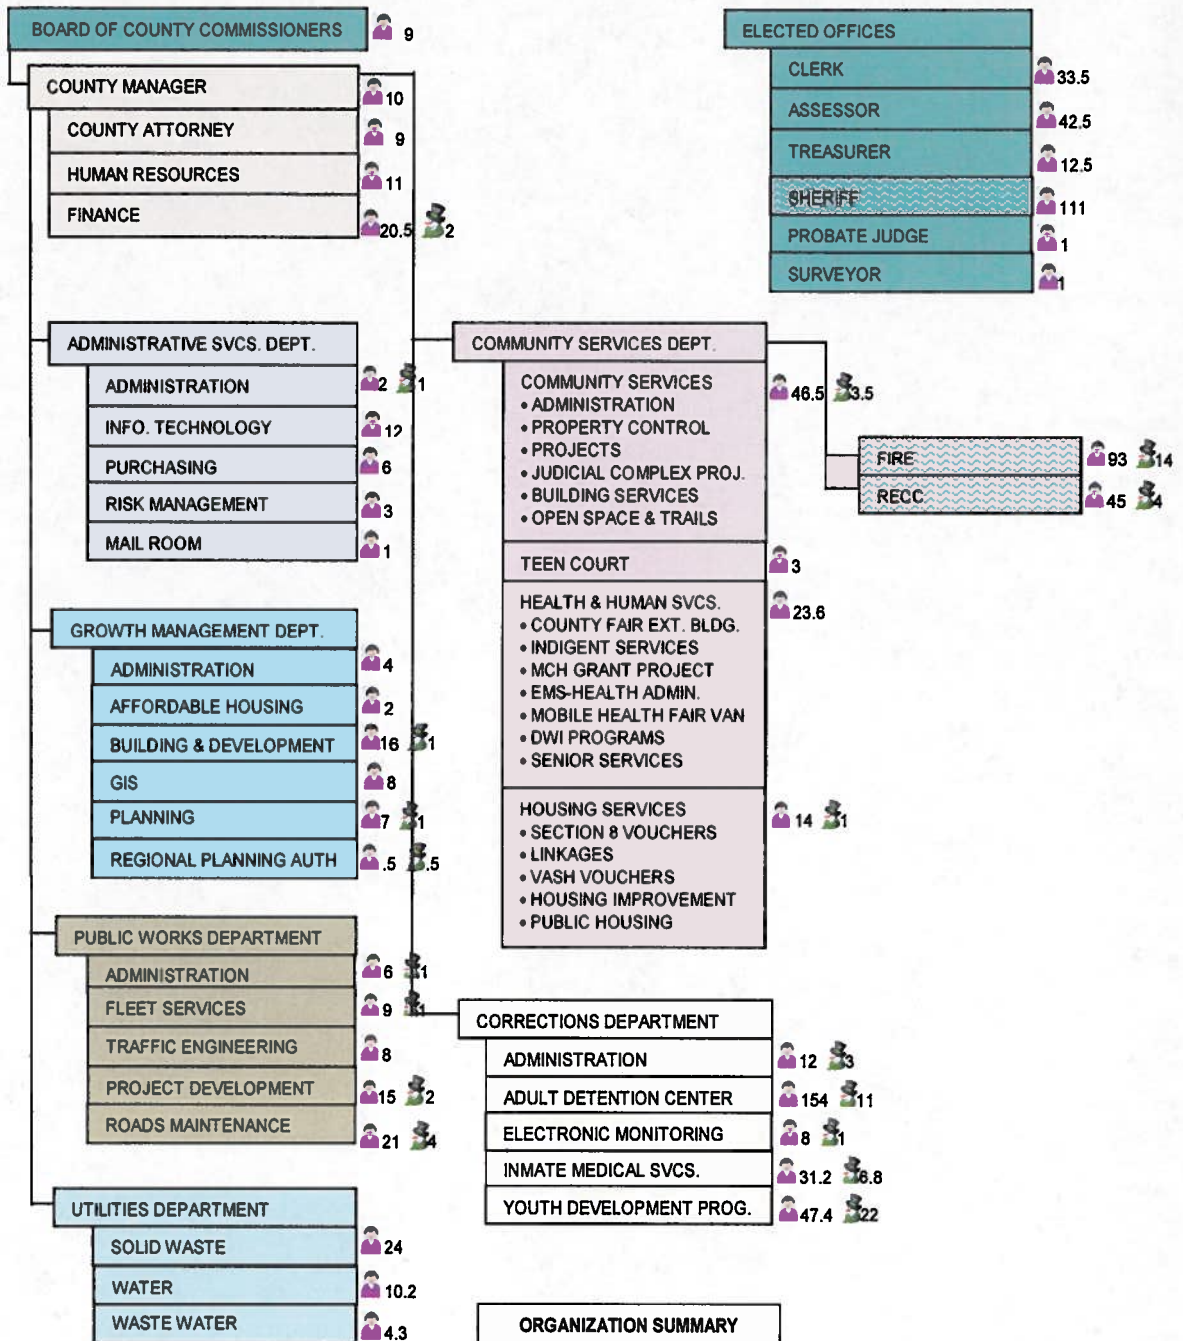 BOARD OF COUNTY COMMISSIONERS 9
COUNTY MANAGER 10
COUNTY ATTORNEY 9
HUMAN RESOURCES 11
FINANCE 20.5 2
ELECTED OFFICES
CLERK 33.5
ASSESSOR 42.5
TREASURER 12.5
SHERIFF 111
PROBATE JUDGE 1
SURVEYOR 1
ADMINISTRATIVE SVCS. DEPT.
ADMINISTRATION 2 1
INFO. TECHNOLOGY 12
PURCHASING 6
RISK MANAGEMENT 3
MAIL ROOM 1
COMMUNITY SERVICES DEPT.
COMMUNITY SERVICES 46.5 3.5
• ADMINISTRATION
• PROPERTY CONTROL
• PROJECTS
• JUDICIAL COMPLEX PROJ.
• BUILDING SERVICES
• OPEN SPACE & TRAILS
TEEN COURT 3
HEALTH & HUMAN SVCS. 23.6
• COUNTY FAIR EXT. BLDG.
• INDIGENT SERVICES
• MCH GRANT PROJECT
• EMS-HEALTH ADMIN.
• MOBILE HEALTH FAIR VAN
• DWI PROGRAMS
• SENIOR SERVICES
HOUSING SERVICES 14 1
• SECTION 8 VOUCHERS
• LINKAGES
• VASH VOUCHERS
• HOUSING IMPROVEMENT
• PUBLIC HOUSING
FIRE 93 14
RECC 45 4
GROWTH MANAGEMENT DEPT.
ADMINISTRATION 4
AFFORDABLE HOUSING 2
BUILDING & DEVELOPMENT 16 1
GIS 8
PLANNING 7 1
REGIONAL PLANNING AUTH .5 .5
PUBLIC WORKS DEPARTMENT
ADMINISTRATION 6 1
FLEET SERVICES 9 1
TRAFFIC ENGINEERING 8
PROJECT DEVELOPMENT 15 2
ROADS MAINTENANCE 21 4
CORRECTIONS DEPARTMENT
ADMINISTRATION 12 3
ADULT DETENTION CENTER 154 11
ELECTRONIC MONITORING 8 1
INMATE MEDICAL SVCS. 31.2 6.8
YOUTH DEVELOPMENT PROG. 47.4 22
UTILITIES DEPARTMENT
SOLID WASTE 24
WATER 10.2
WASTE WATER 4.3
ORGANIZATION SUMMARY